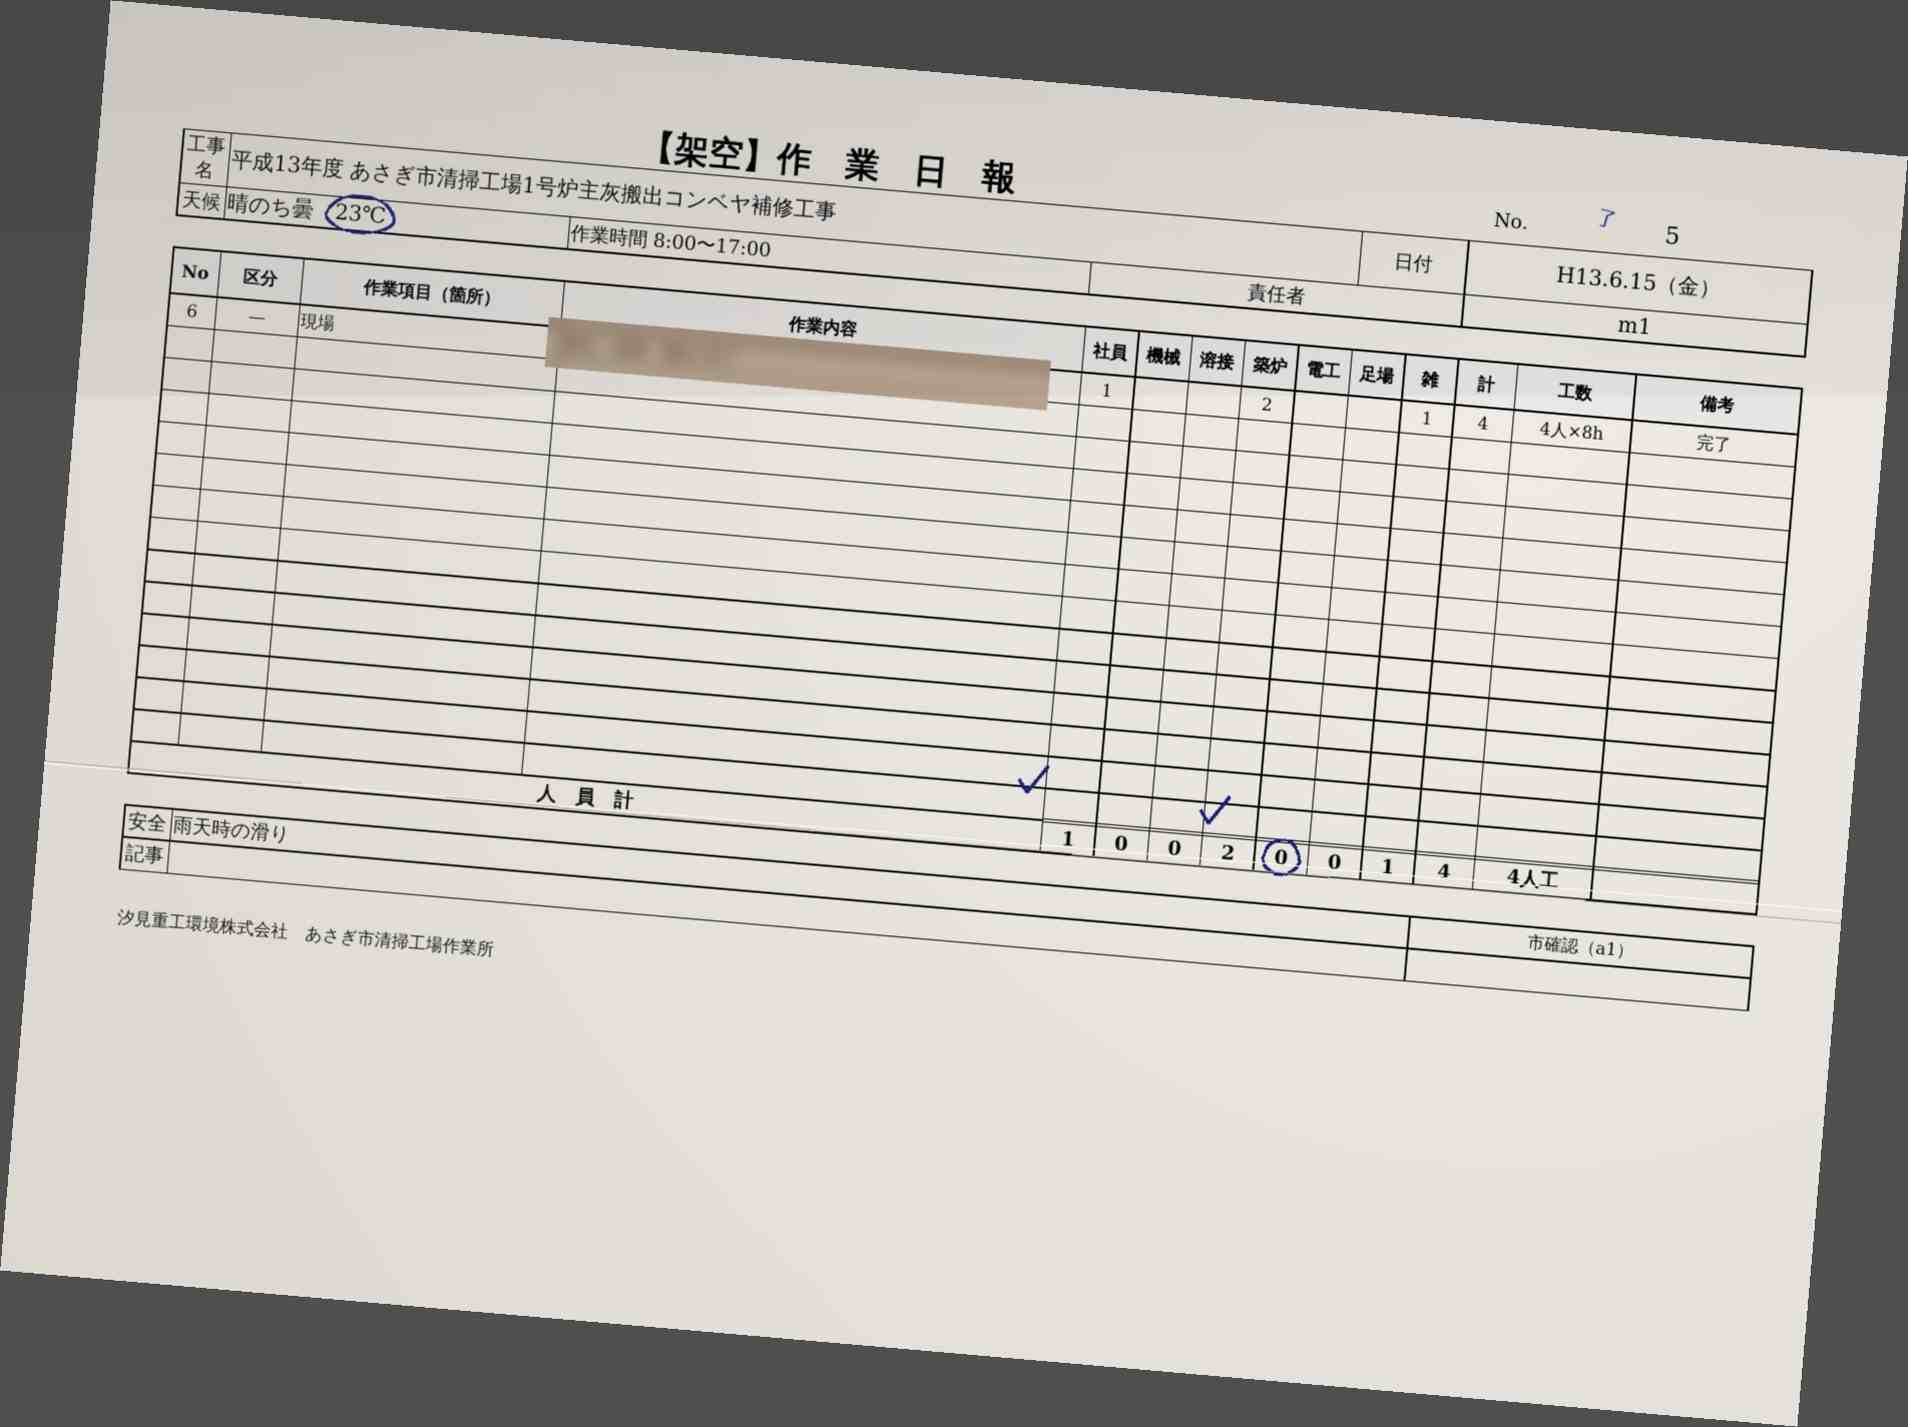 【架空】作 業 日 報
No. 了 5
工事名 平成13年度 あさぎ市清掃工場1号炉主灰搬出コンベヤ補修工事 日付 H13.6.15（金）
天候 晴のち曇 23℃ 作業時間 8:00〜17:00 責任者 m1
No 区分 作業項目（箇所） 作業内容 社員 機械 溶接 築炉 電工 足場 雑 計 工数 備考
6 — 現場 1 2 1 4 4人×8h 完了
人 員 計 1 0 0 2 0 0 1 4 4人工
安全 雨天時の滑り 市確認（a1）
記事
汐見重工環境株式会社 あさぎ市清掃工場作業所